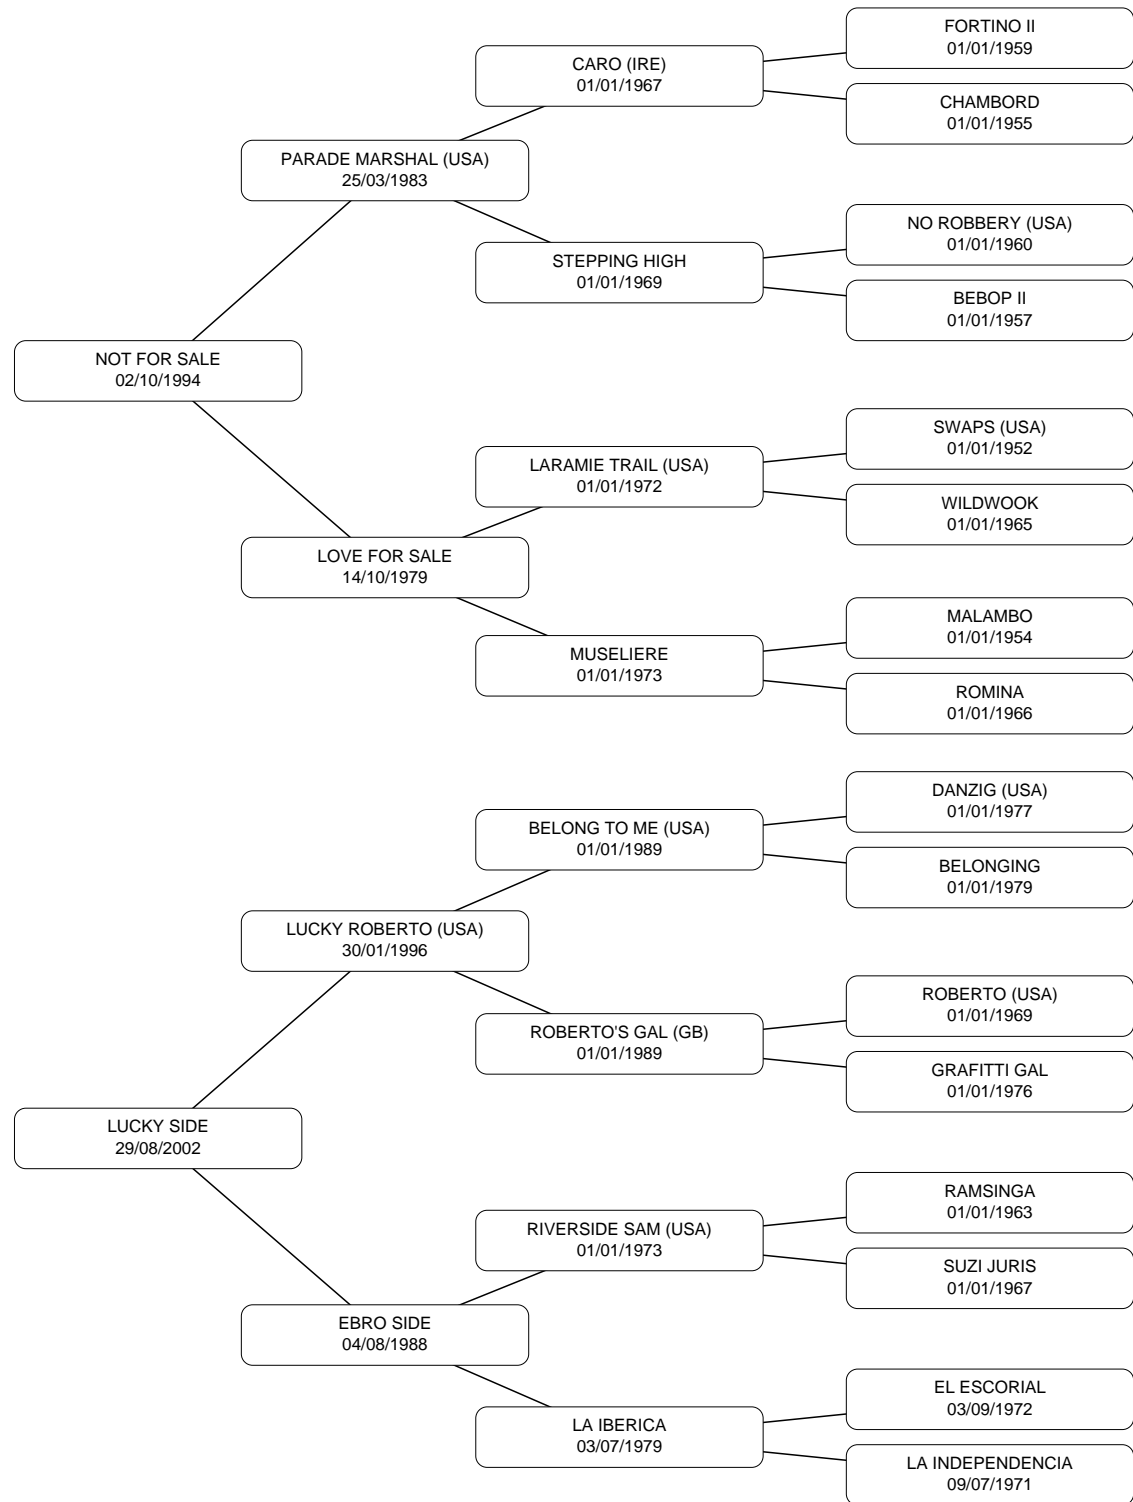 FORTINO II
01/01/1959
CARO (IRE)
01/01/1967
CHAMBORD
01/01/1955
PARADE MARSHAL (USA)
25/03/1983
NO ROBBERY (USA)
01/01/1960
STEPPING HIGH
01/01/1969
BEBOP II
01/01/1957
NOT FOR SALE
02/10/1994
SWAPS (USA)
01/01/1952
LARAMIE TRAIL (USA)
01/01/1972
WILDWOOK
01/01/1965
LOVE FOR SALE
14/10/1979
MALAMBO
01/01/1954
MUSELIERE
01/01/1973
ROMINA
01/01/1966
DANZIG (USA)
01/01/1977
BELONG TO ME (USA)
01/01/1989
BELONGING
01/01/1979
LUCKY ROBERTO (USA)
30/01/1996
ROBERTO (USA)
01/01/1969
ROBERTO'S GAL (GB)
01/01/1989
GRAFITTI GAL
01/01/1976
LUCKY SIDE
29/08/2002
RAMSINGA
01/01/1963
RIVERSIDE SAM (USA)
01/01/1973
SUZI JURIS
01/01/1967
EBRO SIDE
04/08/1988
EL ESCORIAL
03/09/1972
LA IBERICA
03/07/1979
LA INDEPENDENCIA
09/07/1971